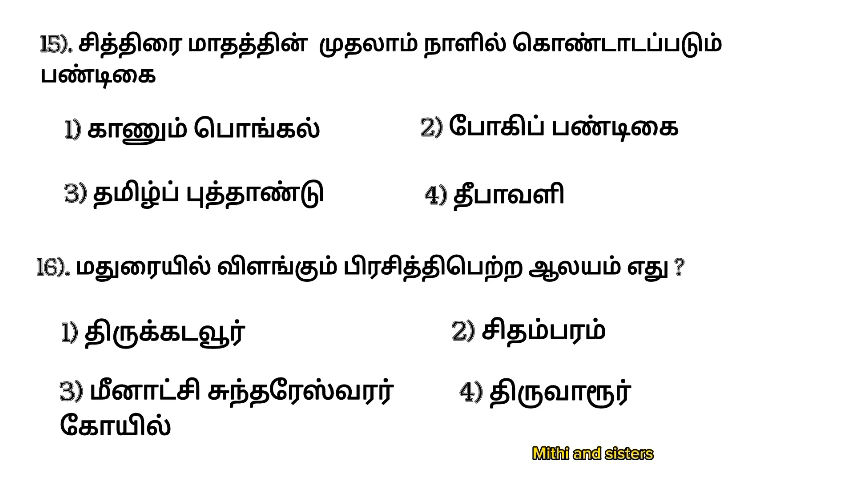 15). சித்திரை மாதத்தின் முதலாம் நாளில் கொண்டாடப்படும்
பண்டிகை
1) காணும் பொங்கல்
2) போகிப் பண்டிகை
3) தமிழ்ப் புத்தாண்டு
4) தீபாவளி
16). மதுரையில் விளங்கும் பிரசித்திபெற்ற ஆலயம் எது ?
1) திருக்கடவூர்
2) சிதம்பரம்
3) மீனாட்சி சுந்தரேஸ்வரர்
கோயில்
4) திருவாரூர்
Mithi and sisters